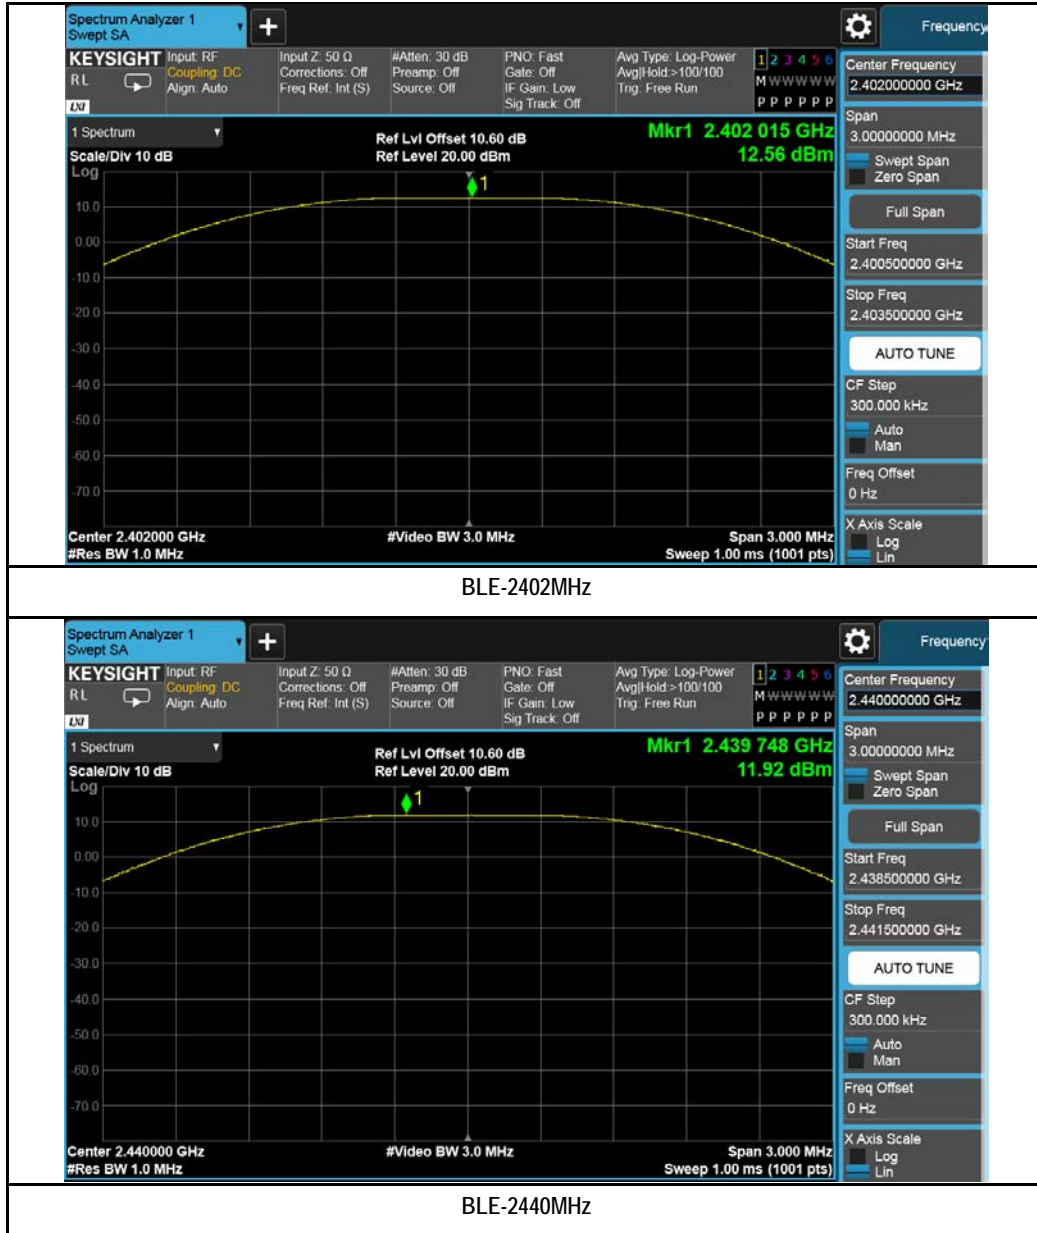 Spectrum Analyzer 1
Swept SA
+
Frequency
KEYSIGHT Input: RF Input Z: 50 Ω #Atten: 30 dB PNO: Fast Avg Type: Log-Power 1 2 3 4 5 6
RL Coupling: DC Corrections: Off Preamp: Off Gate: Off Avg|Hold:>100/100 M W W W W W
Align: Auto Freq Ref: Int (S) Source: Off IF Gain: Low Trig: Free Run
LXI Sig Track: Off P P P P P P
1 Spectrum
Scale/Div 10 dB
Log
Ref Lvl Offset 10.60 dB
Ref Level 20.00 dBm
Mkr1 2.402 015 GHz
12.56 dBm
1
10.0
0.00
-10.0
-20.0
-30.0
-40.0
-50.0
-60.0
-70.0
Center 2.402000 GHz #Video BW 3.0 MHz Span 3.000 MHz
#Res BW 1.0 MHz Sweep 1.00 ms (1001 pts)
Center Frequency
2.402000000 GHz
Span
3.00000000 MHz
Swept Span
Zero Span
Full Span
Start Freq
2.400500000 GHz
Stop Freq
2.403500000 GHz
AUTO TUNE
CF Step
300.000 kHz
Auto
Man
Freq Offset
0 Hz
X Axis Scale
Log
Lin
BLE-2402MHz
Spectrum Analyzer 1
Swept SA
+
Frequency
KEYSIGHT Input: RF Input Z: 50 Ω #Atten: 30 dB PNO: Fast Avg Type: Log-Power 1 2 3 4 5 6
RL Coupling: DC Corrections: Off Preamp: Off Gate: Off Avg|Hold:>100/100 M W W W W W
Align: Auto Freq Ref: Int (S) Source: Off IF Gain: Low Trig: Free Run
LXI Sig Track: Off P P P P P P
1 Spectrum
Scale/Div 10 dB
Log
Ref Lvl Offset 10.60 dB
Ref Level 20.00 dBm
Mkr1 2.439 748 GHz
11.92 dBm
1
10.0
0.00
-10.0
-20.0
-30.0
-40.0
-50.0
-60.0
-70.0
Center 2.440000 GHz #Video BW 3.0 MHz Span 3.000 MHz
#Res BW 1.0 MHz Sweep 1.00 ms (1001 pts)
Center Frequency
2.440000000 GHz
Span
3.00000000 MHz
Swept Span
Zero Span
Full Span
Start Freq
2.438500000 GHz
Stop Freq
2.441500000 GHz
AUTO TUNE
CF Step
300.000 kHz
Auto
Man
Freq Offset
0 Hz
X Axis Scale
Log
Lin
BLE-2440MHz